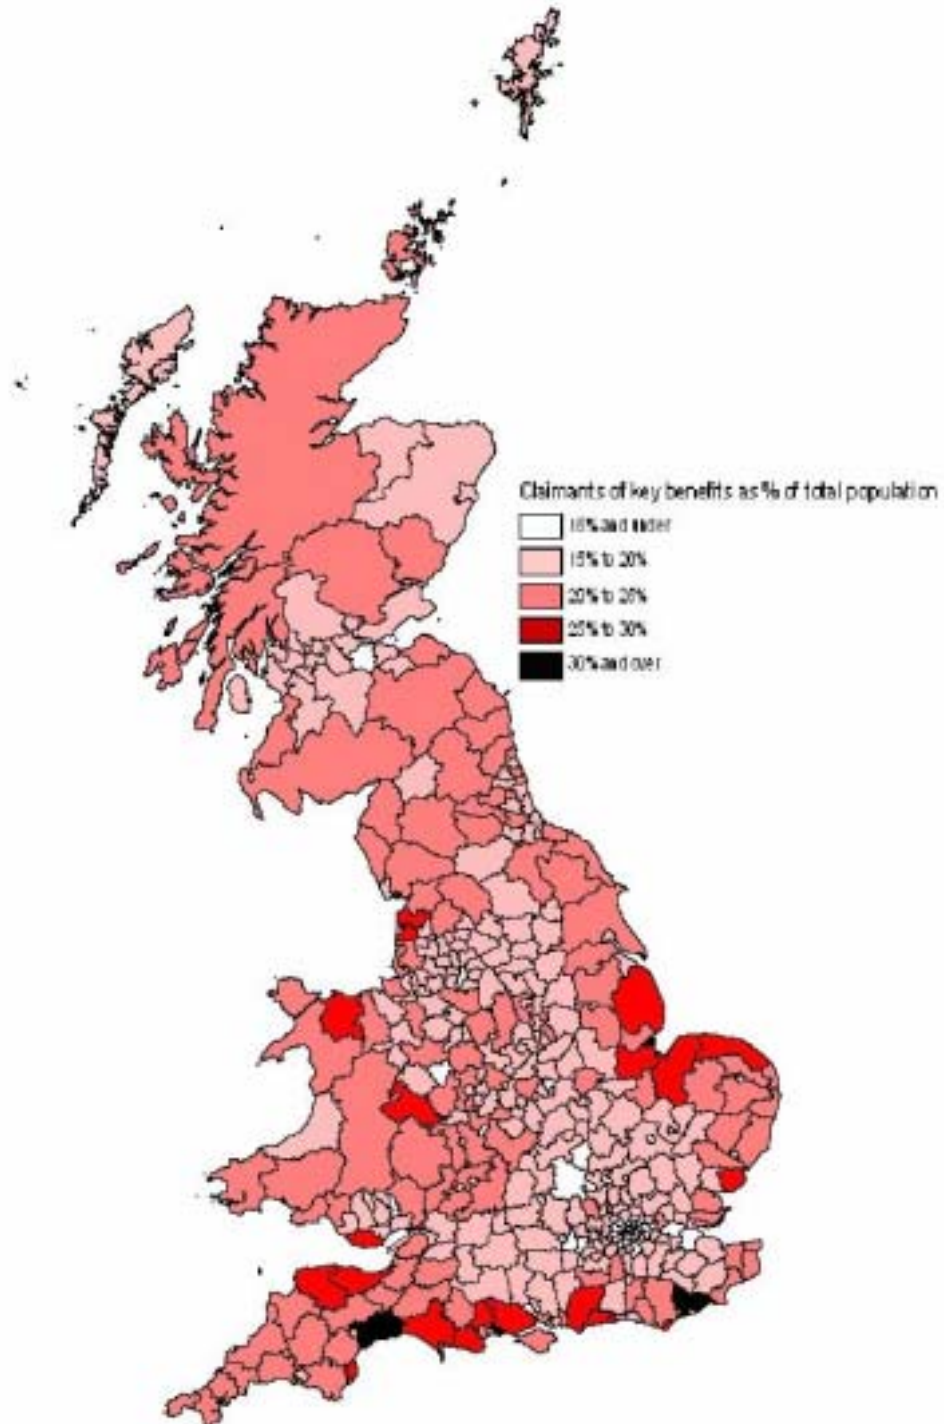 Claimants of key benefits as % of total population
15% and under
15% to 20%
20% to 25%
25% to 30%
30% and over